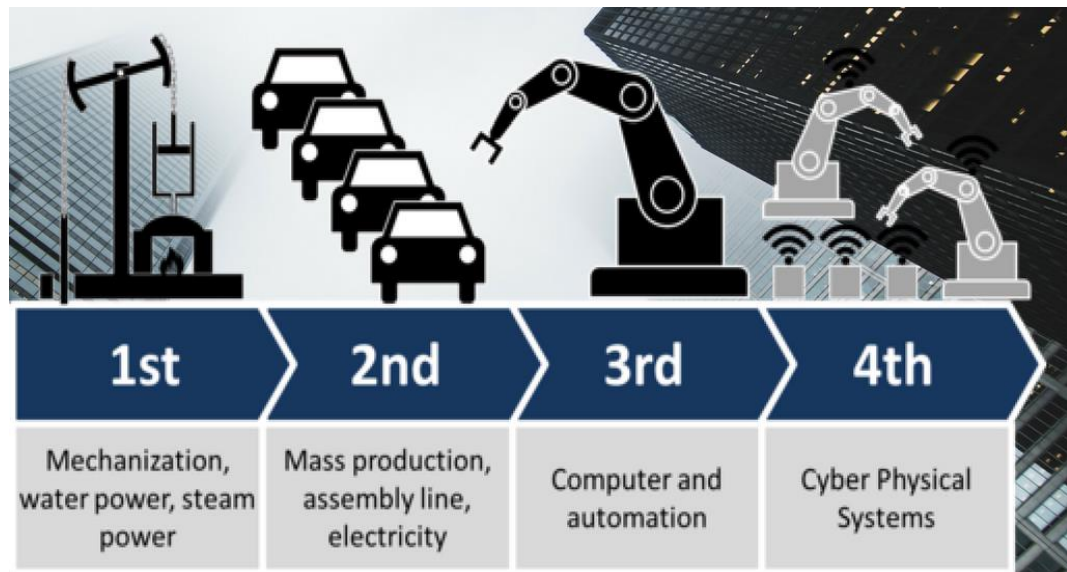 1st
2nd
3rd
4th
Mechanization,
water power, steam
power
Mass production,
assembly line,
electricity
Computer and
automation
Cyber Physical
Systems